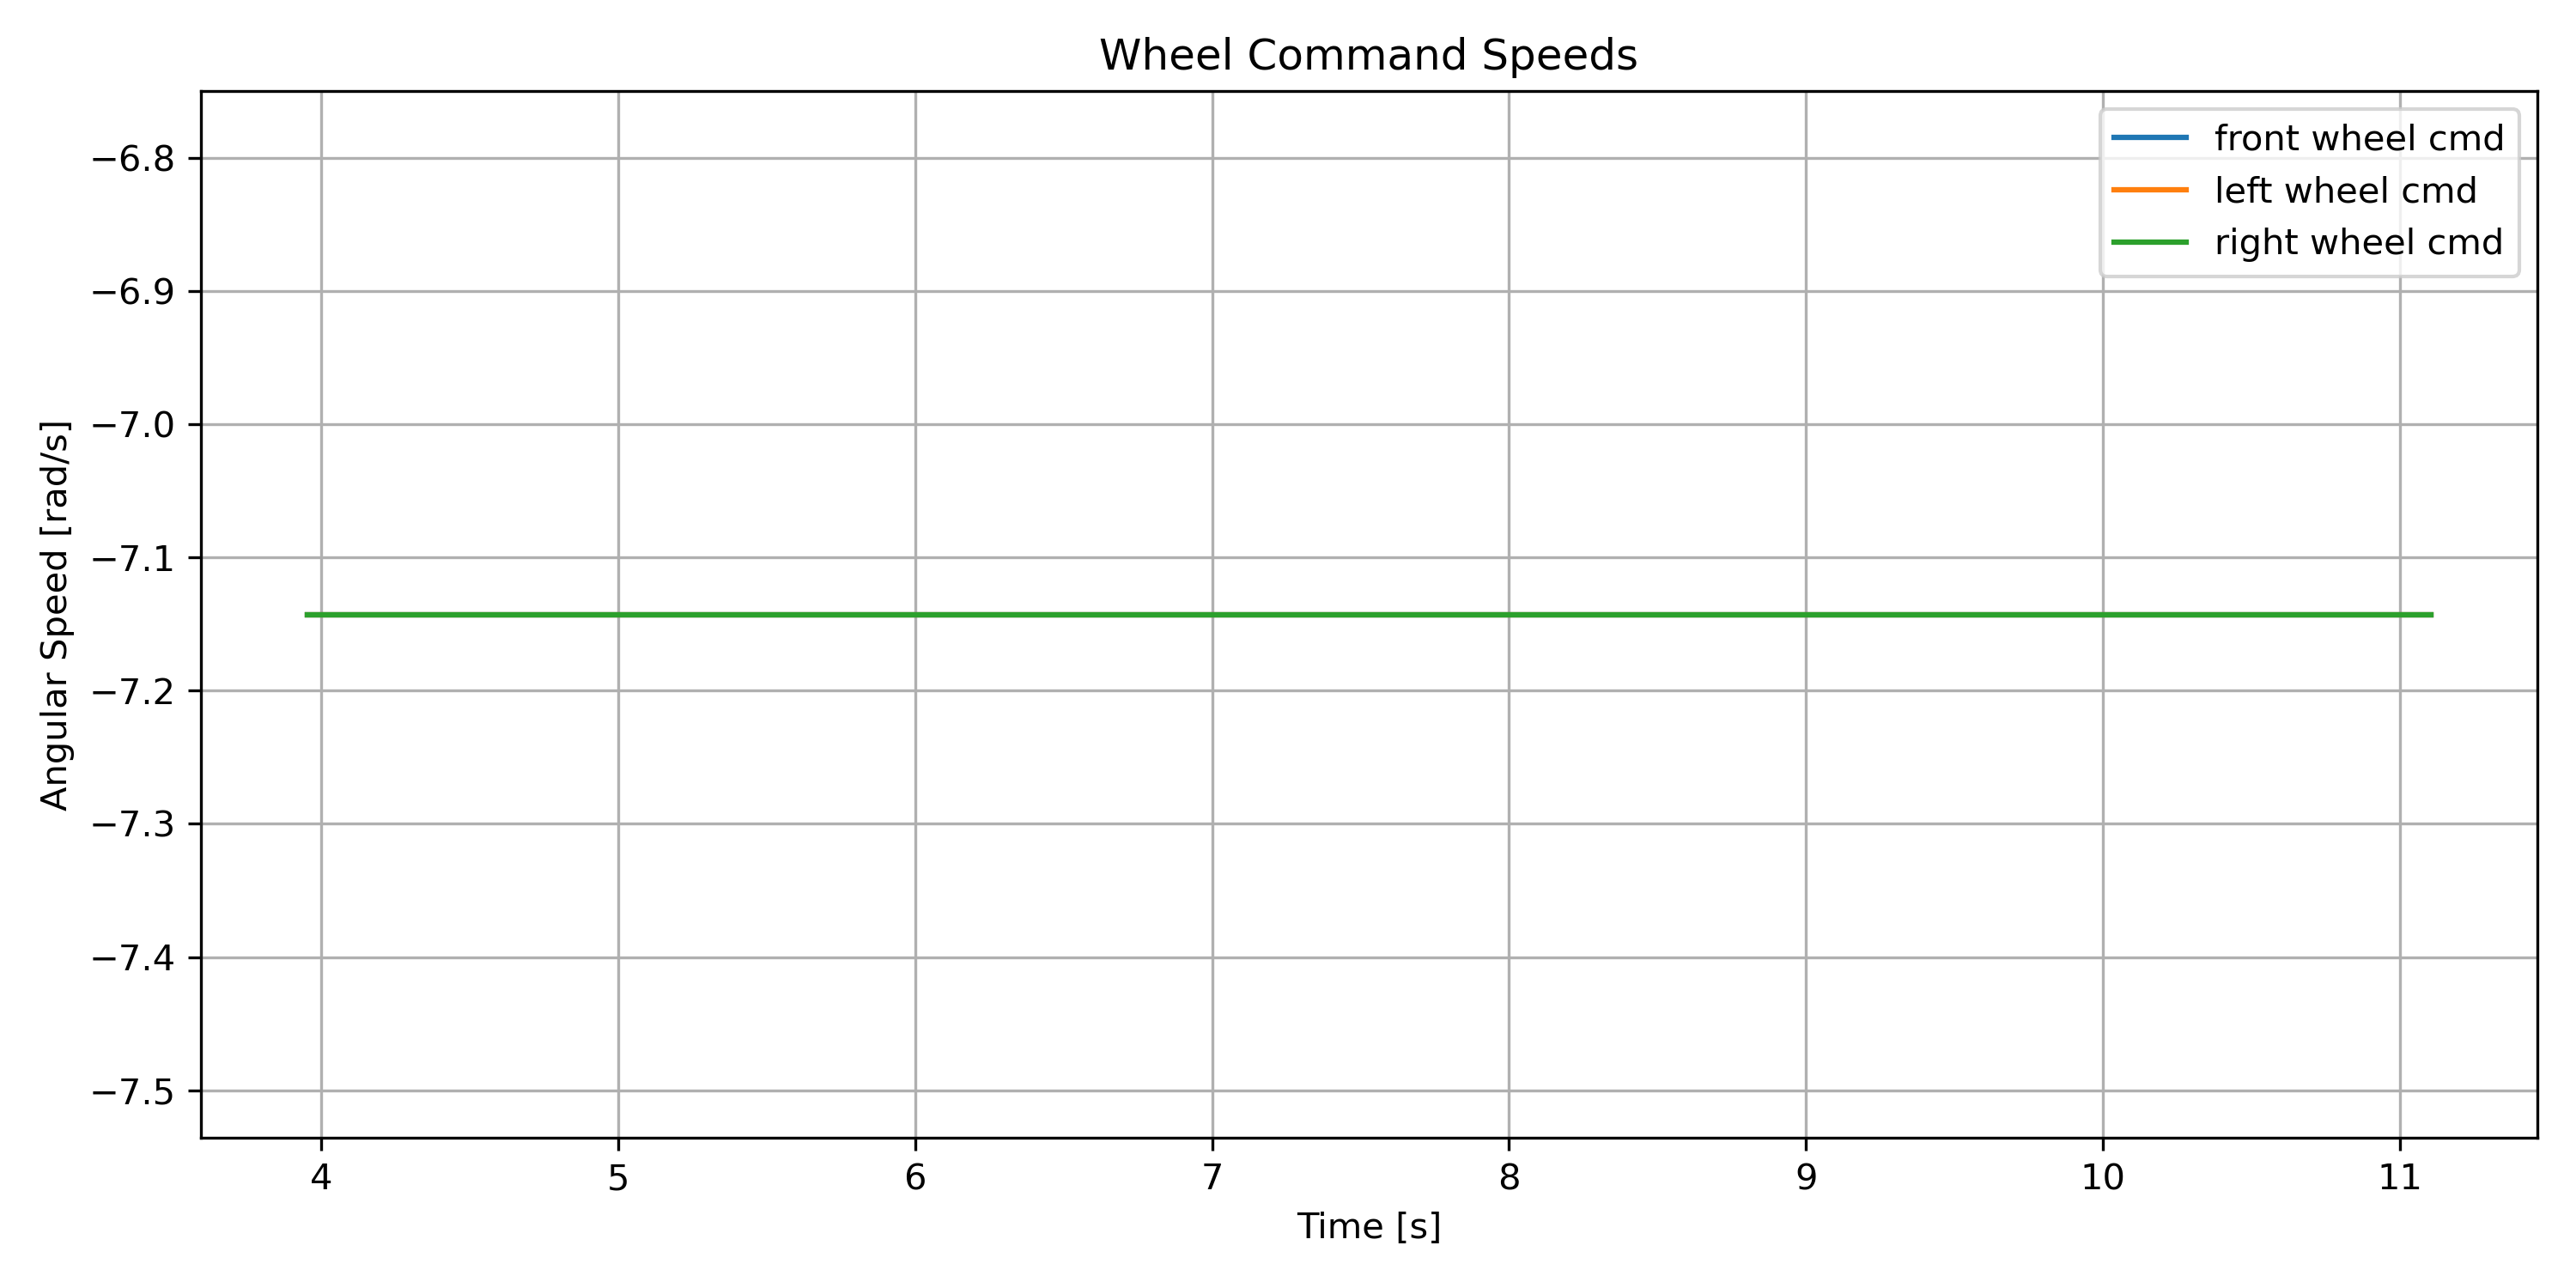 Wheel Command Speeds
front wheel cmd
left wheel cmd
right wheel cmd
Angular Speed [rad/s]
−6.8
−6.9
−7.0
−7.1
−7.2
−7.3
−7.4
−7.5
4 5 6 7 8 9 10 11
Time [s]